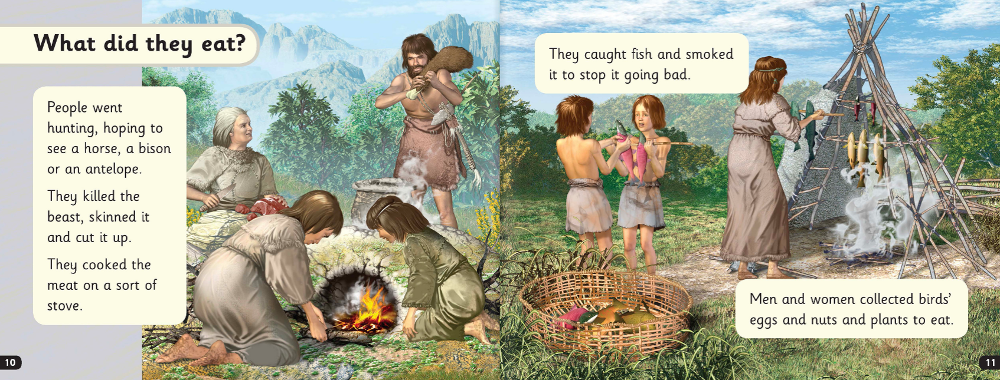 What did they eat?
People went
hunting, hoping to
see a horse, a bison
or an antelope.
They killed the
beast, skinned it
and cut it up.
They cooked the
meat on a sort of
stove.
10
They caught fish and smoked
it to stop it going bad.
Men and women collected birds’
eggs and nuts and plants to eat.
11